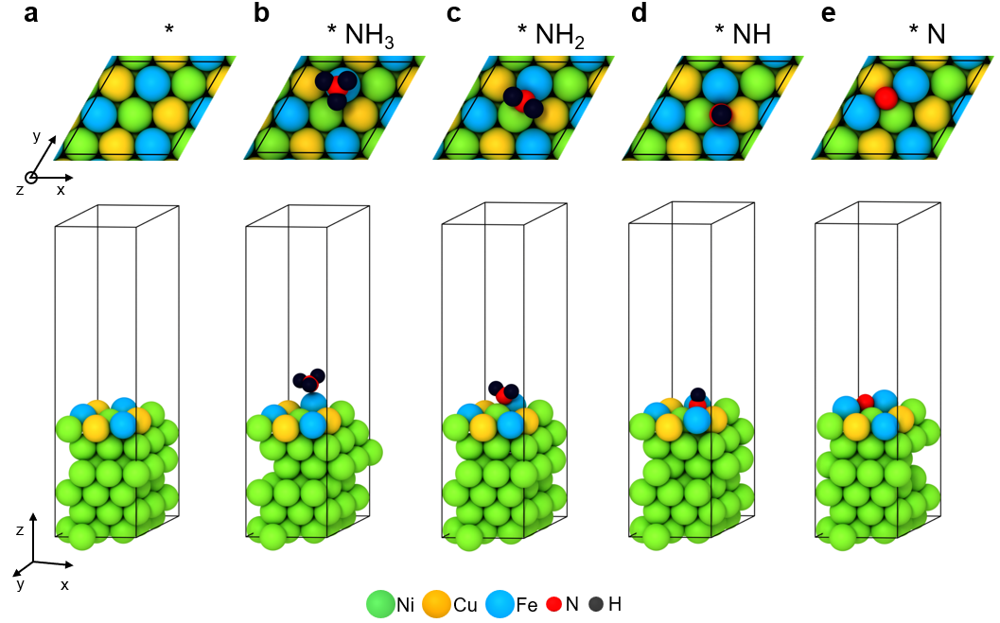 a b c d e
* * NH₃ * NH₂ * NH * N
y
z x
z
y x
Ni Cu Fe N H